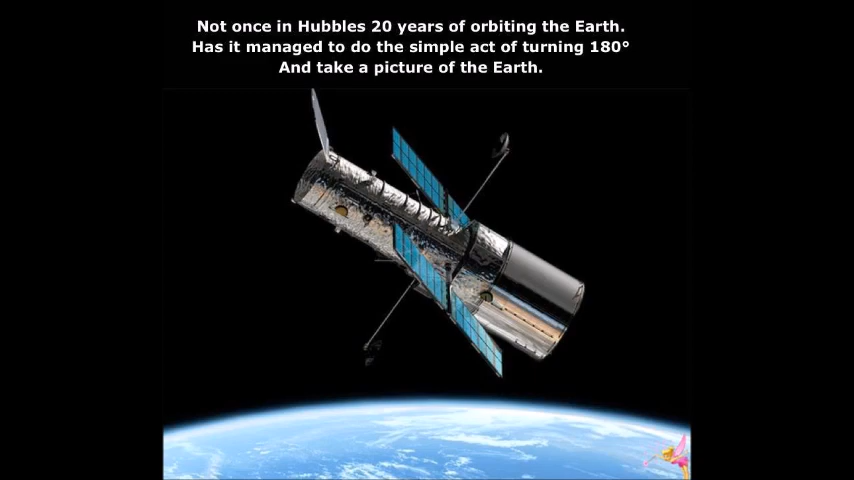 Not once in Hubbles 20 years of orbiting the Earth.
Has it managed to do the simple act of turning 180°
And take a picture of the Earth.